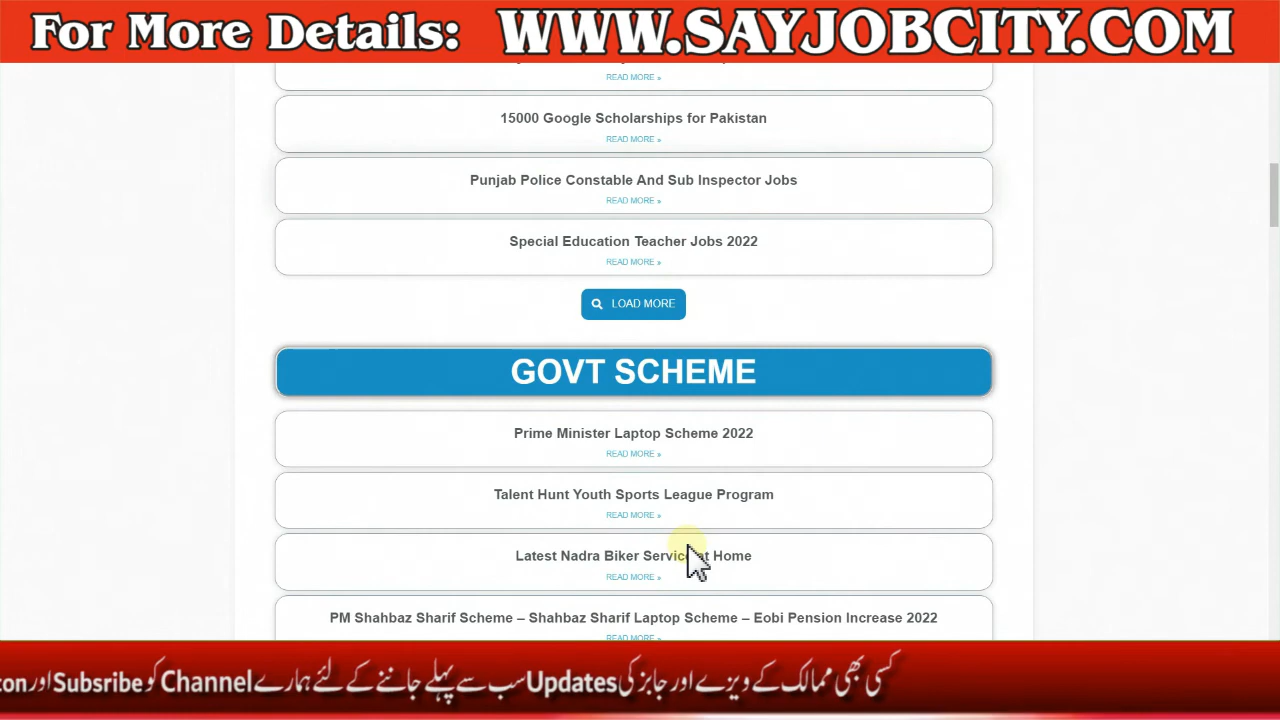 For More Details: WWW.SAYJOBCITY.COM
READ MORE »
15000 Google Scholarships for Pakistan
READ MORE »
Punjab Police Constable And Sub Inspector Jobs
READ MORE »
Special Education Teacher Jobs 2022
READ MORE »
LOAD MORE
GOVT SCHEME
Prime Minister Laptop Scheme 2022
READ MORE »
Talent Hunt Youth Sports League Program
READ MORE »
Latest Nadra Biker Service at Home
READ MORE »
PM Shahbaz Sharif Scheme – Shahbaz Sharif Laptop Scheme – Eobi Pension Increase 2022
READ MORE »
کسی بھی ممالک کے ویزے اور جابز کی Updates سب سے پہلے جاننے کے لئے ہمارے Channel کو Subsribe اور